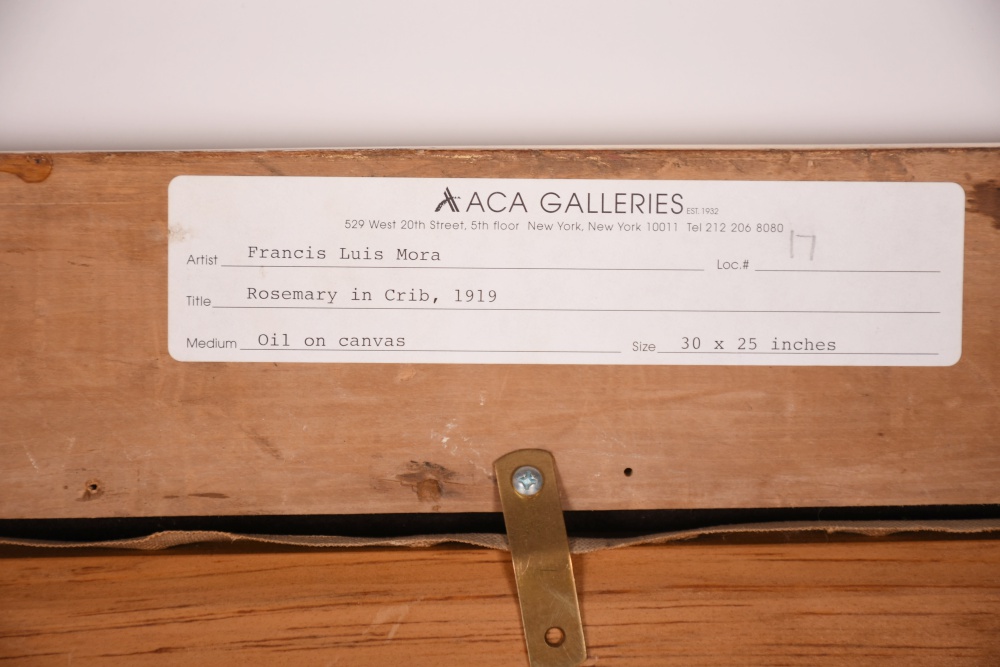 ACA GALLERIES EST. 1932
529 West 20th Street, 5th floor New York, New York 10011 Tel 212 206 8080
Artist Francis Luis Mora Loc.# 17
Title Rosemary in Crib, 1919
Medium Oil on canvas Size 30 x 25 inches